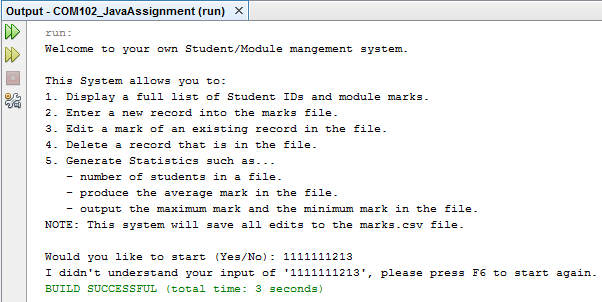 Output - COM102_JavaAssignment (run) ×
run:
Welcome to your own Student/Module mangement system.
This System allows you to:
1. Display a full list of Student IDs and module marks.
2. Enter a new record into the marks file.
3. Edit a mark of an existing record in the file.
4. Delete a record that is in the file.
5. Generate Statistics such as...
- number of students in a file.
- produce the average mark in the file.
- output the maximum mark and the minimum mark in the file.
NOTE: This system will save all edits to the marks.csv file.
Would you like to start (Yes/No): 1111111213
I didn't understand your input of '1111111213', please press F6 to start again.
BUILD SUCCESSFUL (total time: 3 seconds)